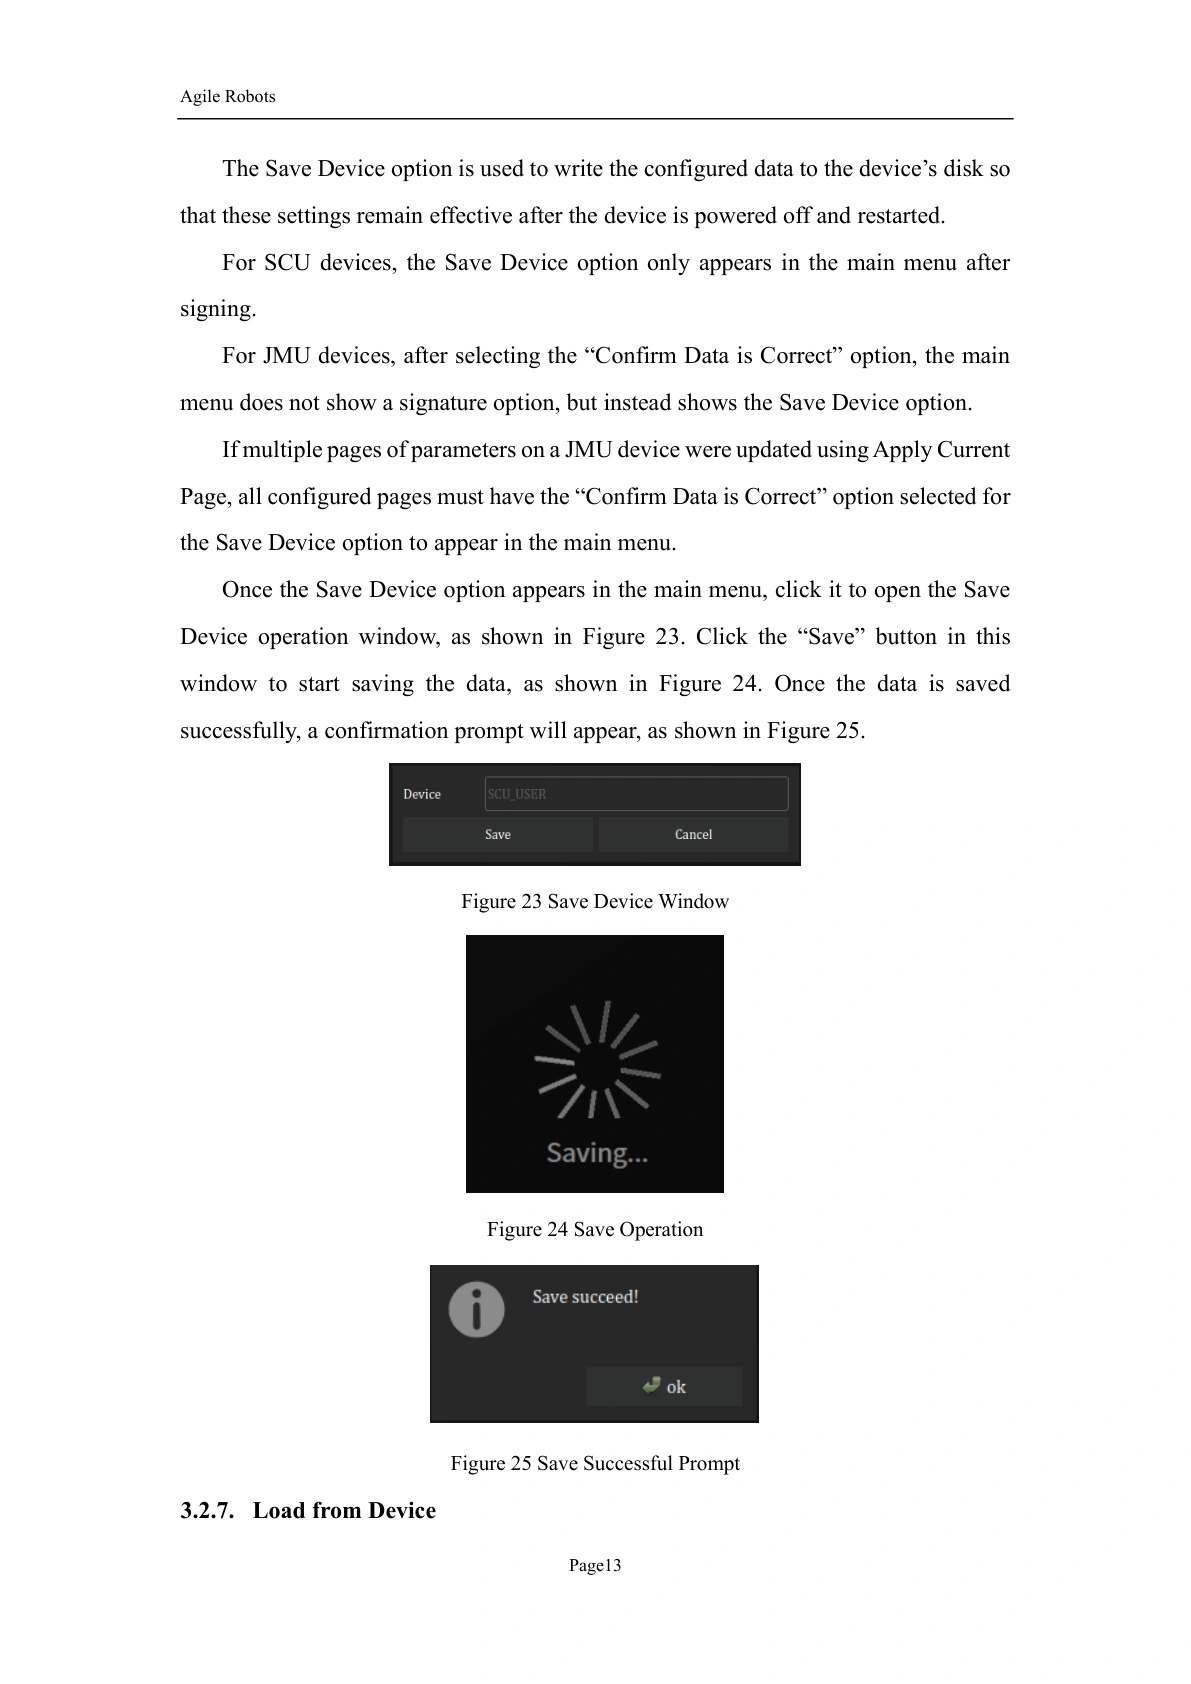 Agile Robots
The Save Device option is used to write the configured data to the device’s disk so
that these settings remain effective after the device is powered off and restarted.
For SCU devices, the Save Device option only appears in the main menu after
signing.
For JMU devices, after selecting the “Confirm Data is Correct” option, the main
menu does not show a signature option, but instead shows the Save Device option.
If multiple pages of parameters on a JMU device were updated using Apply Current
Page, all configured pages must have the “Confirm Data is Correct” option selected for
the Save Device option to appear in the main menu.
Once the Save Device option appears in the main menu, click it to open the Save
Device operation window, as shown in Figure 23. Click the “Save” button in this
window to start saving the data, as shown in Figure 24. Once the data is saved
successfully, a confirmation prompt will appear, as shown in Figure 25.
Device SCU_USER
Save Cancel
Figure 23 Save Device Window
Saving...
Figure 24 Save Operation
Save succeed!
ok
Figure 25 Save Successful Prompt
3.2.7. Load from Device
Page13